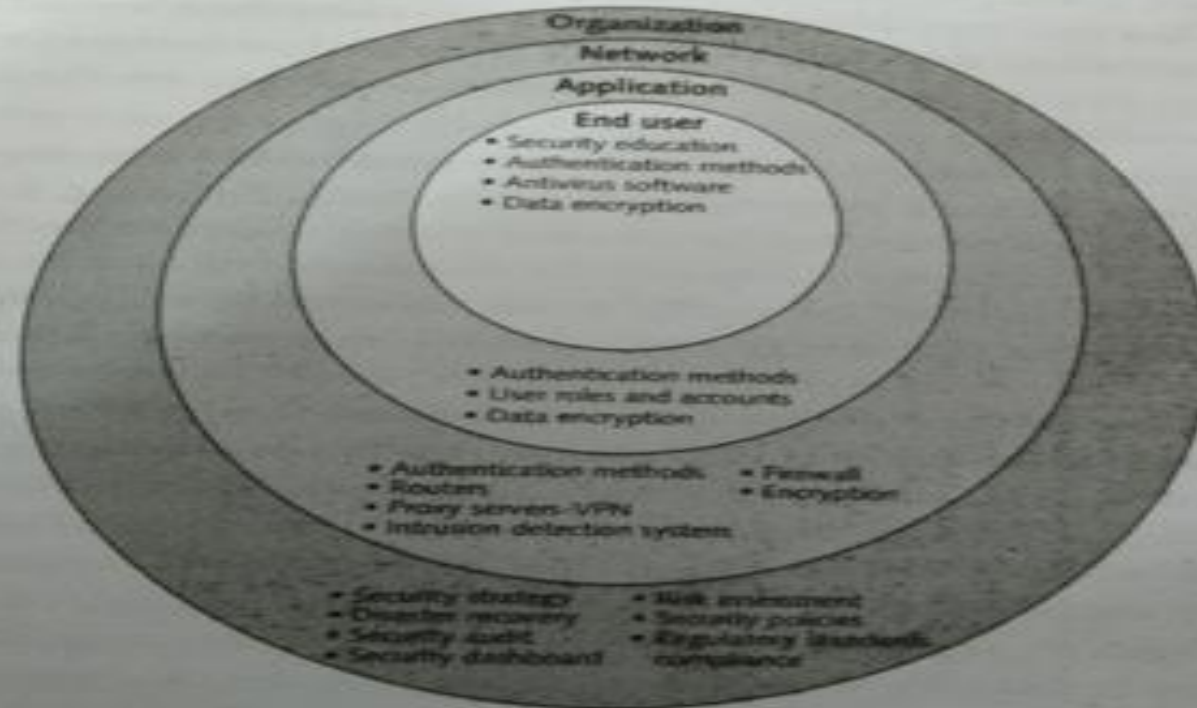 Organization
Network
Application
End user
• Security education
• Authentication methods
• Antivirus software
• Data encryption
• Authentication methods
• User roles and accounts
• Data encryption
• Authentication methods
• Routers
• Proxy servers-VPN
• Intrusion detection system
• Firewall
• Encryption
• Security strategy
• Disaster recovery
• Security audit
• Security dashboard
• Risk assessment
• Security policies
• Regulatory standards
compliance